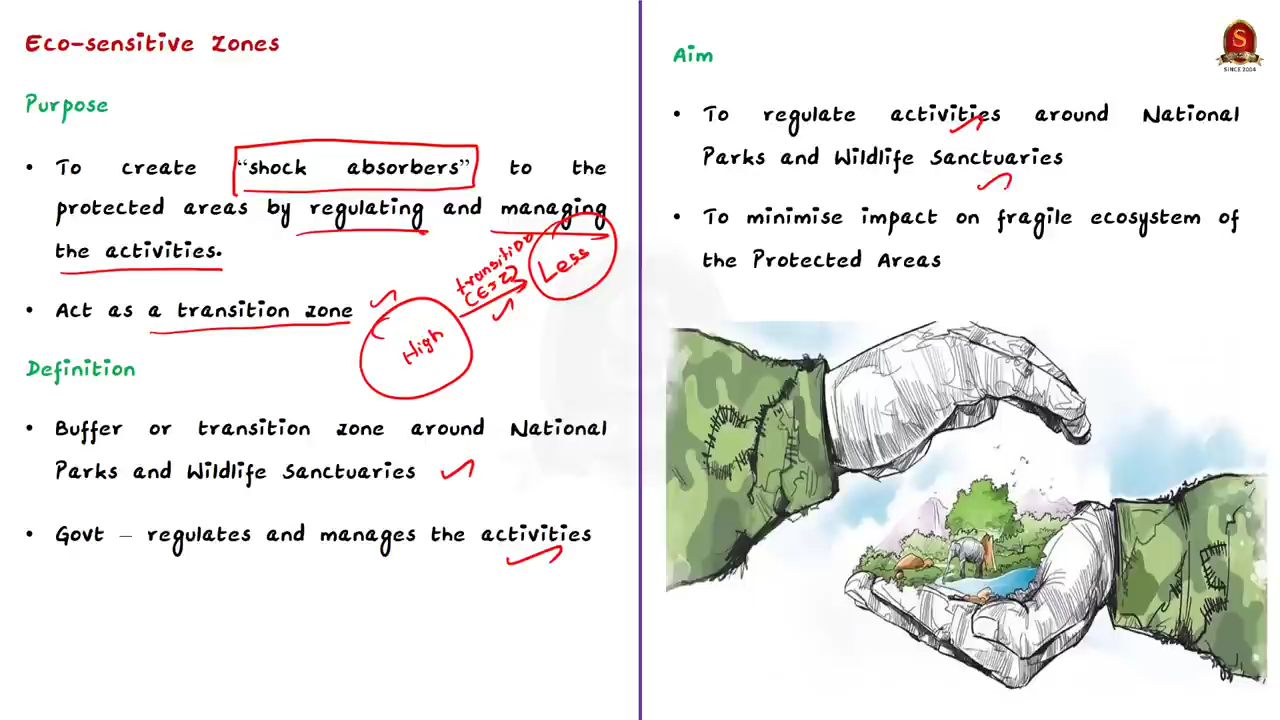 Eco-sensitive Zones
Purpose
• To create “shock absorbers” to the
protected areas by regulating and managing
the activities.
• Act as a transition zone
High
transition
(ESZ)
Less
Definition
• Buffer or transition zone around National
Parks and Wildlife Sanctuaries
• Govt – regulates and manages the activities
Aim
• To regulate activities around National
Parks and Wildlife Sanctuaries
• To minimise impact on fragile ecosystem of
the Protected Areas
S
SINCE 2004